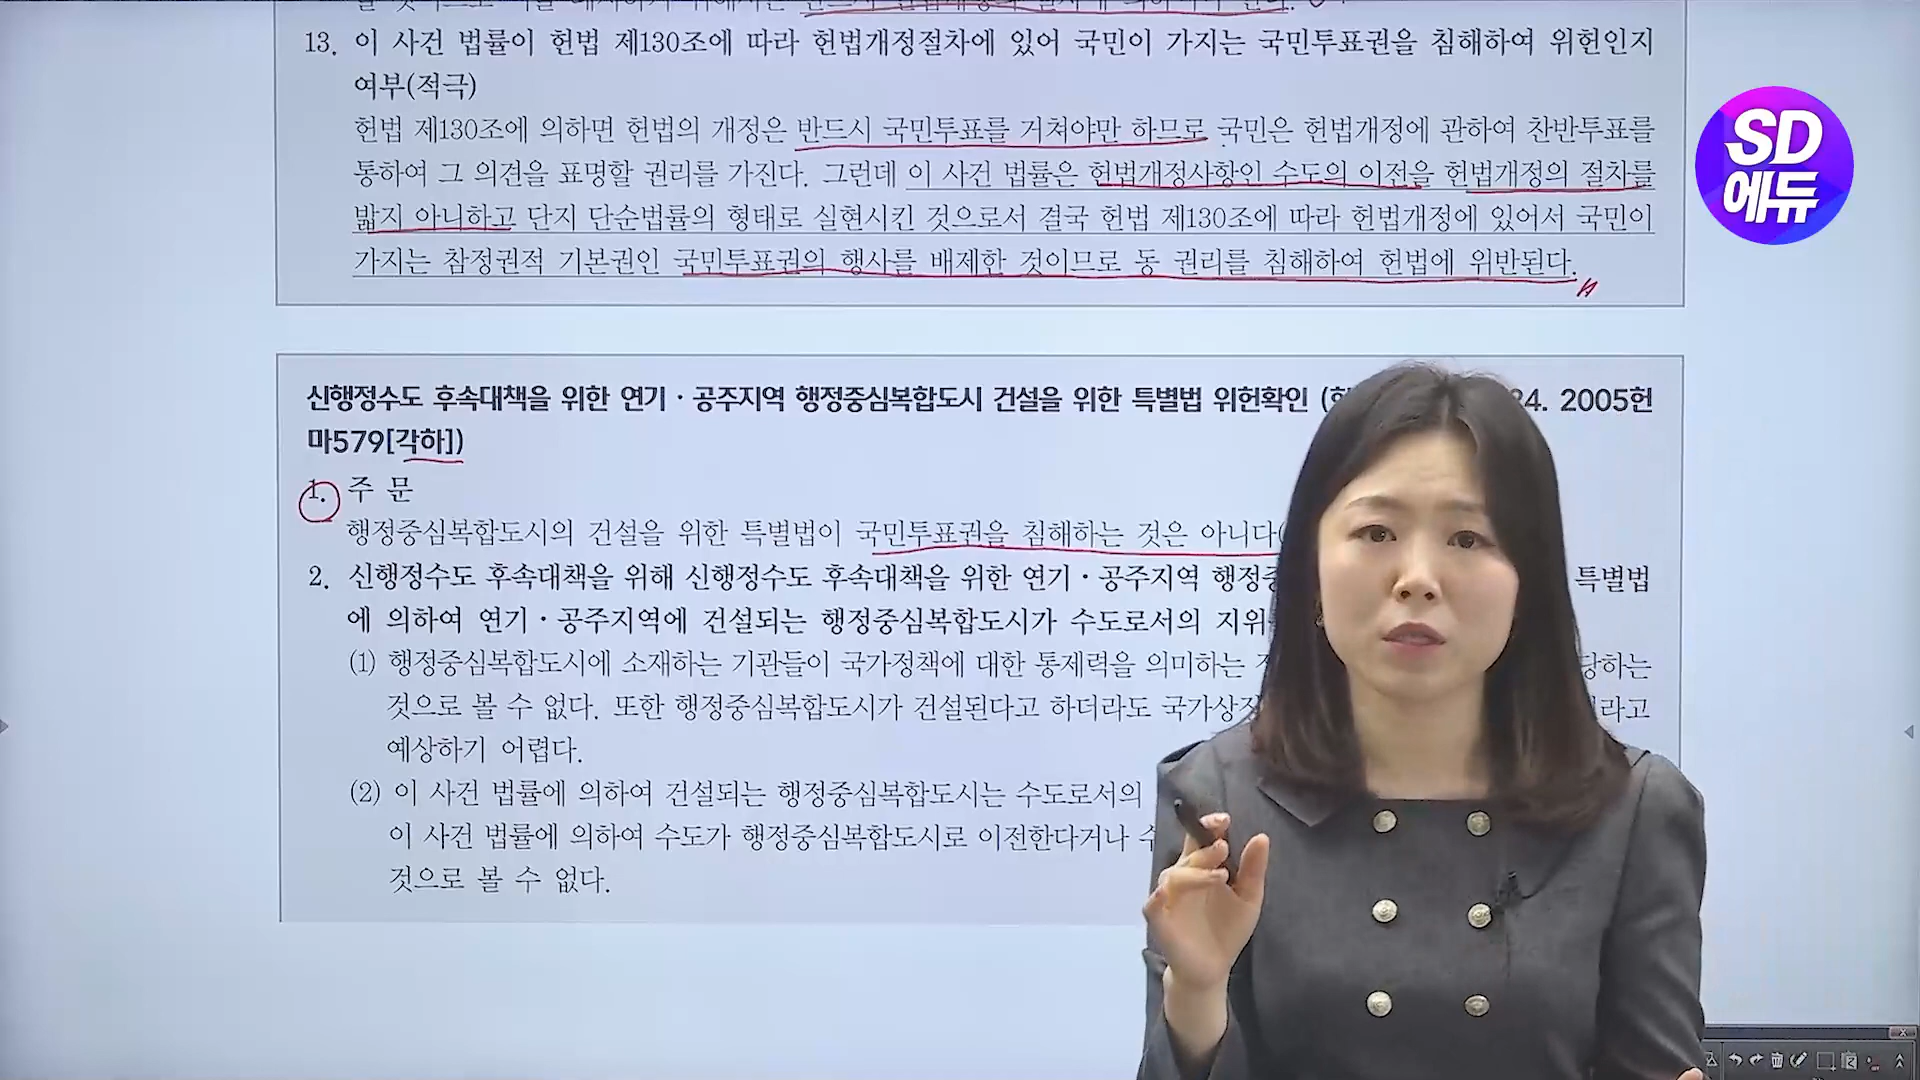 13. 이 사건 법률이 헌법 제130조에 따라 헌법개정절차에 있어 국민이 가지는 국민투표권을 침해하여 위헌인지
여부(적극)
헌법 제130조에 의하면 헌법의 개정은 반드시 국민투표를 거쳐야만 하므로 국민은 헌법개정에 관하여 찬반투표를
통하여 그 의견을 표명할 권리를 가진다. 그런데 이 사건 법률은 헌법개정사항인 수도의 이전을 헌법개정의 절차를
밟지 아니하고 단지 단순법률의 형태로 실현시킨 것으로서 결국 헌법 제130조에 따라 헌법개정에 있어서 국민이
가지는 참정권적 기본권인 국민투표권의 행사를 배제한 것이므로 동 권리를 침해하여 헌법에 위반된다.
SD
에듀
신행정수도 후속대책을 위한 연기·공주지역 행정중심복합도시 건설을 위한 특별법 위헌확인 24. 2005헌
마579[각하])
1. 주 문
행정중심복합도시의 건설을 위한 특별법이 국민투표권을 침해하는 것은 아니다
2. 신행정수도 후속대책을 위해 신행정수도 후속대책을 위한 연기·공주지역 특별법
에 의하여 연기·공주지역에 건설되는 행정중심복합도시가 수도로서의 지위
(1) 행정중심복합도시에 소재하는 기관들이 국가정책에 대한 통제력을 의미하는 당하는
것으로 볼 수 없다. 또한 행정중심복합도시가 건설된다고 하더라도 라고
예상하기 어렵다.
(2) 이 사건 법률에 의하여 건설되는 행정중심복합도시는 수도로서의
이 사건 법률에 의하여 수도가 행정중심복합도시로 이전한다거나
것으로 볼 수 없다.